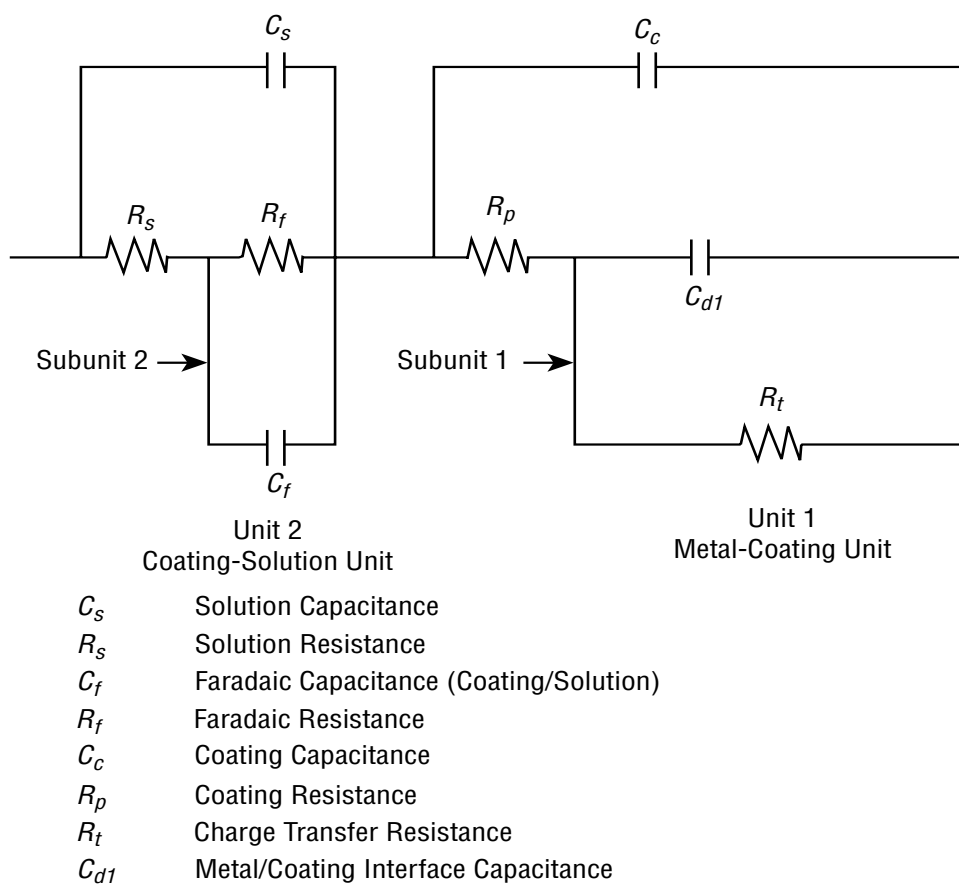 Cs
Cc
Rs
Rf
Rp
Cd1
Subunit 2
Subunit 1
Rt
Cf
Unit 2
Coating-Solution Unit
Unit 1
Metal-Coating Unit
Cs Solution Capacitance
Rs Solution Resistance
Cf Faradaic Capacitance (Coating/Solution)
Rf Faradaic Resistance
Cc Coating Capacitance
Rp Coating Resistance
Rt Charge Transfer Resistance
Cd1 Metal/Coating Interface Capacitance